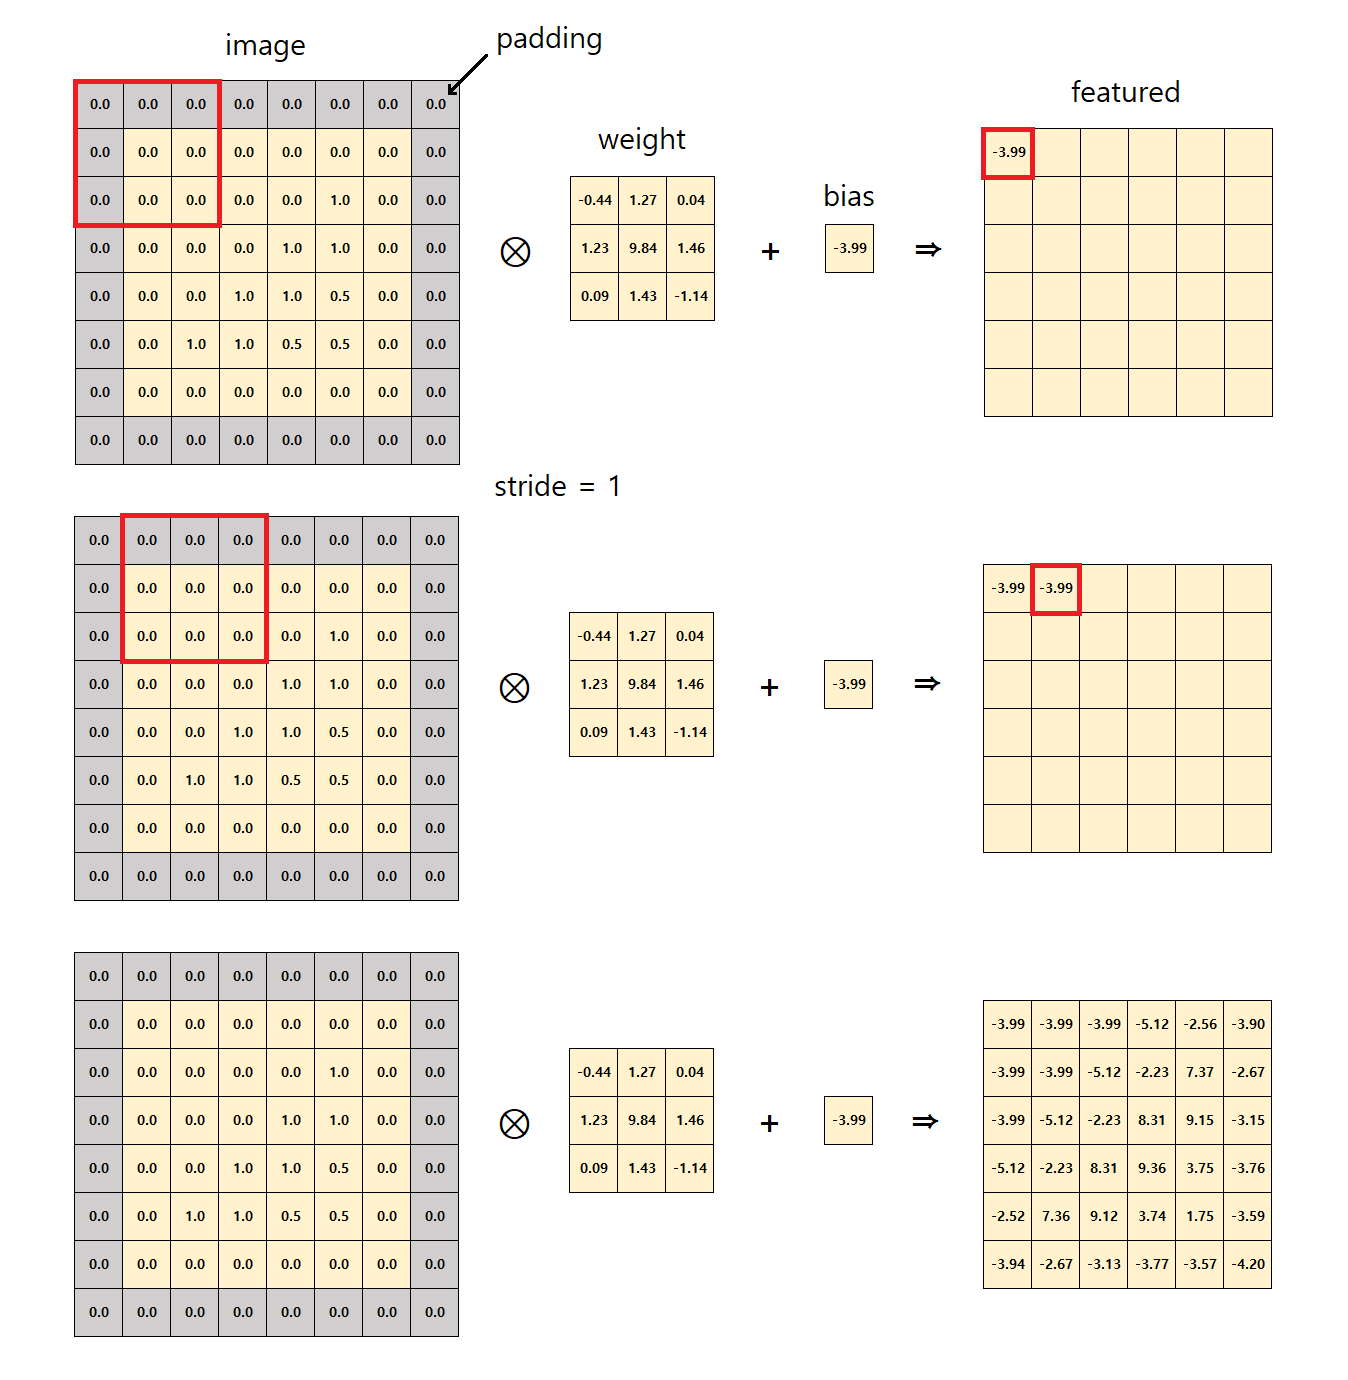 image
padding
0.0 0.0 0.0 0.0 0.0 0.0 0.0 0.0
0.0 0.0 0.0 0.0 0.0 0.0 0.0 0.0
0.0 0.0 0.0 0.0 0.0 1.0 0.0 0.0
0.0 0.0 0.0 0.0 1.0 1.0 0.0 0.0
0.0 0.0 0.0 1.0 1.0 0.5 0.0 0.0
0.0 0.0 1.0 1.0 0.5 0.5 0.0 0.0
0.0 0.0 0.0 0.0 0.0 0.0 0.0 0.0
0.0 0.0 0.0 0.0 0.0 0.0 0.0 0.0
⊗
weight
-0.44 1.27 0.04
1.23 9.84 1.46
0.09 1.43 -1.14
+
bias
-3.99
⇒
featured
-3.99
stride = 1
0.0 0.0 0.0 0.0 0.0 0.0 0.0 0.0
0.0 0.0 0.0 0.0 0.0 0.0 0.0 0.0
0.0 0.0 0.0 0.0 0.0 1.0 0.0 0.0
0.0 0.0 0.0 0.0 1.0 1.0 0.0 0.0
0.0 0.0 0.0 1.0 1.0 0.5 0.0 0.0
0.0 0.0 1.0 1.0 0.5 0.5 0.0 0.0
0.0 0.0 0.0 0.0 0.0 0.0 0.0 0.0
0.0 0.0 0.0 0.0 0.0 0.0 0.0 0.0
⊗
-0.44 1.27 0.04
1.23 9.84 1.46
0.09 1.43 -1.14
+
-3.99
⇒
-3.99 -3.99
0.0 0.0 0.0 0.0 0.0 0.0 0.0 0.0
0.0 0.0 0.0 0.0 0.0 0.0 0.0 0.0
0.0 0.0 0.0 0.0 0.0 1.0 0.0 0.0
0.0 0.0 0.0 0.0 1.0 1.0 0.0 0.0
0.0 0.0 0.0 1.0 1.0 0.5 0.0 0.0
0.0 0.0 1.0 1.0 0.5 0.5 0.0 0.0
0.0 0.0 0.0 0.0 0.0 0.0 0.0 0.0
0.0 0.0 0.0 0.0 0.0 0.0 0.0 0.0
⊗
-0.44 1.27 0.04
1.23 9.84 1.46
0.09 1.43 -1.14
+
-3.99
⇒
-3.99 -3.99 -3.99 -5.12 -2.56 -3.90
-3.99 -3.99 -5.12 -2.23 7.37 -2.67
-3.99 -5.12 -2.23 8.31 9.15 -3.15
-5.12 -2.23 8.31 9.36 3.75 -3.76
-2.52 7.36 9.12 3.74 1.75 -3.59
-3.94 -2.67 -3.13 -3.77 -3.57 -4.20